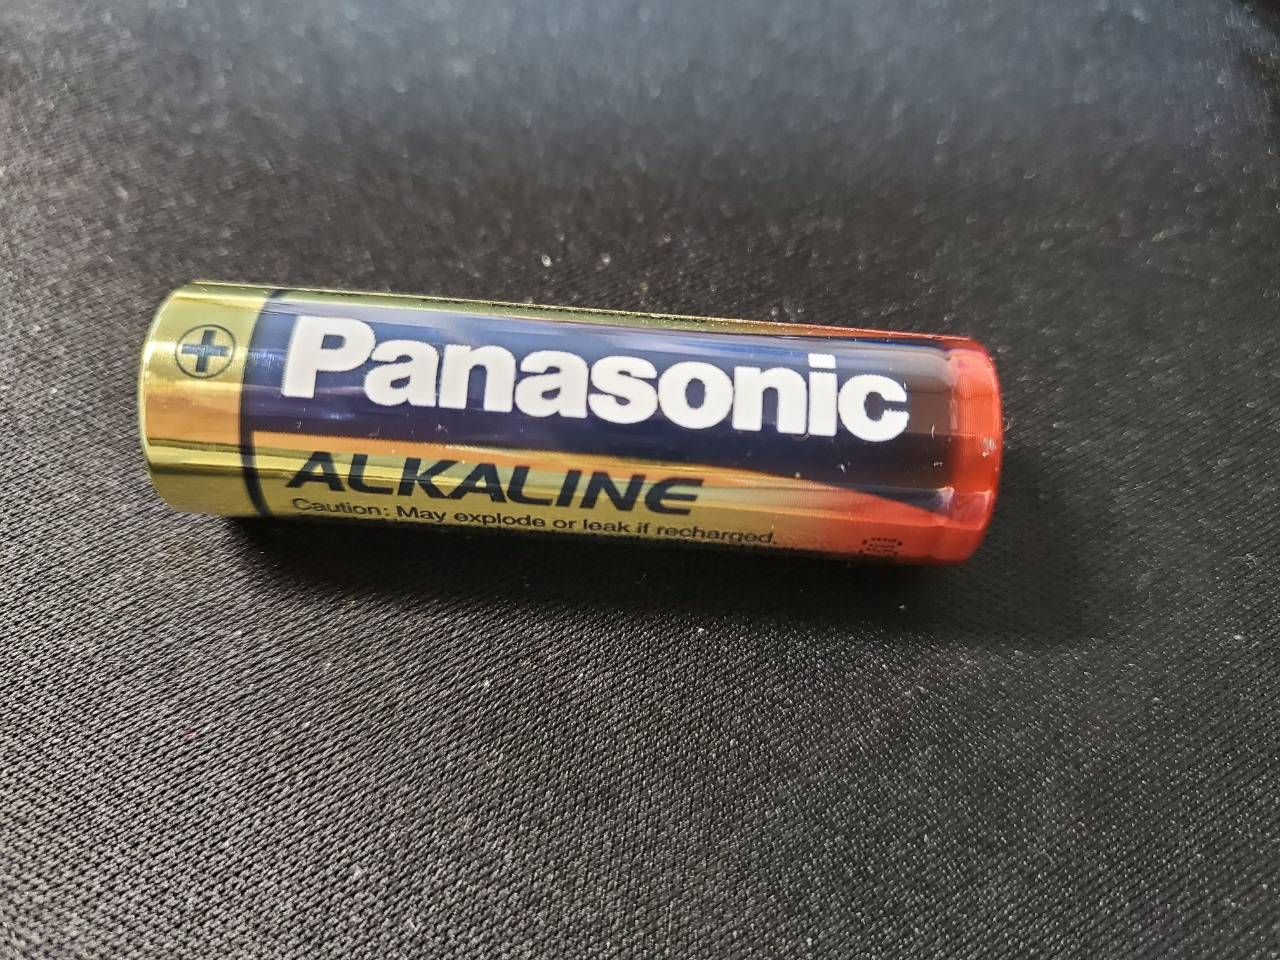 Panasonic
ALKALINE
Caution: May explode or leak if recharged,